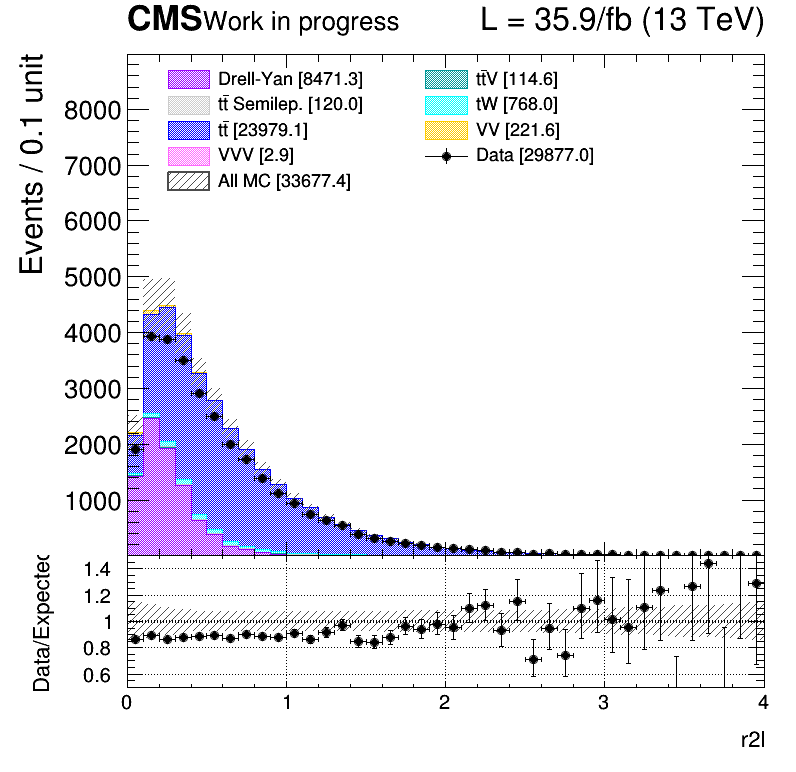 CMS Work in progress L = 35.9/fb (13 TeV)
Events / 0.1 unit
Drell-Yan [8471.3]
tt̄ Semilep. [120.0]
tt̄ [23979.1]
VVV [2.9]
All MC [33677.4]
tt̄V [114.6]
tW [768.0]
VV [221.6]
Data [29877.0]
8000
7000
6000
5000
4000
3000
2000
1000
Data/Expected
1.4
1.2
1
0.8
0.6
0 1 2 3 4
r2l